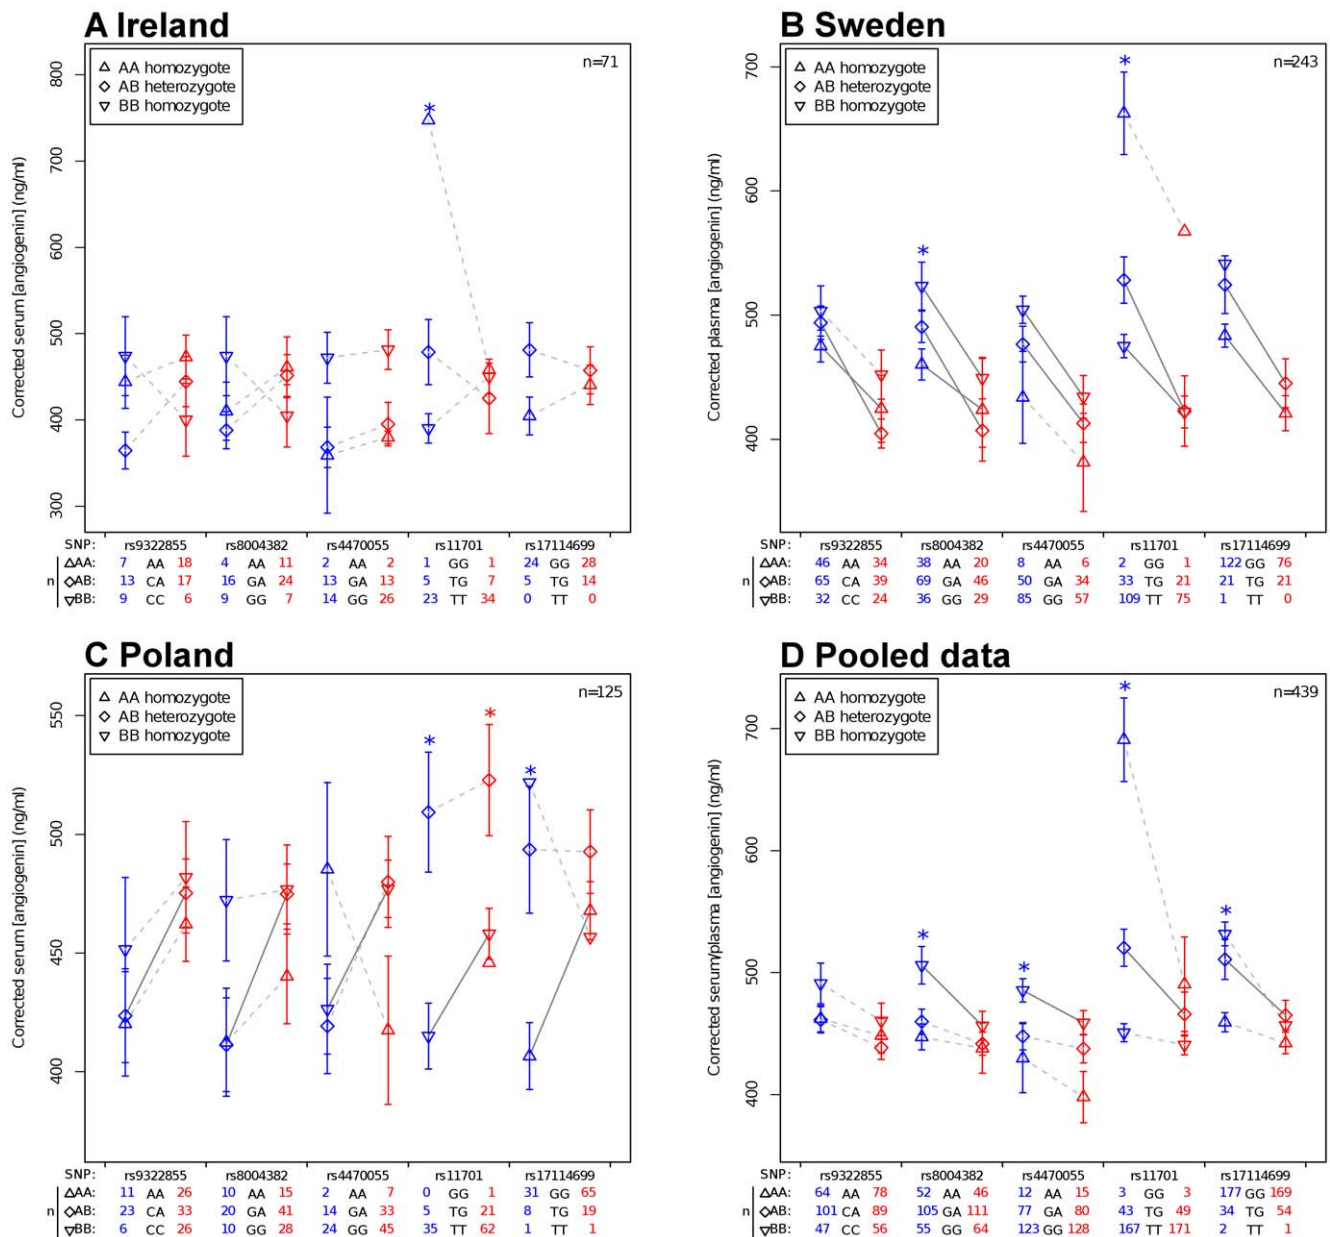 A Ireland
△ AA homozygote
◇ AB heterozygote
▽ BB homozygote
n=71
*
Corrected serum [angiogenin] (ng/ml)
800
700
600
500
400
300
SNP: rs9322855 rs8004382 rs4470055 rs11701 rs17114699
n
△AA: 7 AA 18 4 AA 11 2 AA 2 1 GG 1 24 GG 28
◇AB: 13 CA 17 16 GA 24 13 GA 13 5 TG 7 5 TG 14
▽BB: 9 CC 6 9 GG 7 14 GG 26 23 TT 34 0 TT 0
B Sweden
△ AA homozygote
◇ AB heterozygote
▽ BB homozygote
n=243
*
*
Corrected plasma [angiogenin] (ng/ml)
700
600
500
400
SNP: rs9322855 rs8004382 rs4470055 rs11701 rs17114699
n
△AA: 46 AA 34 38 AA 20 8 AA 6 2 GG 1 122 GG 76
◇AB: 65 CA 39 69 GA 46 50 GA 34 33 TG 21 21 TG 21
▽BB: 32 CC 24 36 GG 29 85 GG 57 109 TT 75 1 TT 0
C Poland
△ AA homozygote
◇ AB heterozygote
▽ BB homozygote
n=125
*
*
*
Corrected serum [angiogenin] (ng/ml)
550
500
450
400
SNP: rs9322855 rs8004382 rs4470055 rs11701 rs17114699
n
△AA: 11 AA 26 10 AA 15 2 AA 7 0 GG 1 31 GG 65
◇AB: 23 CA 33 20 GA 41 14 GA 33 5 TG 21 8 TG 19
▽BB: 6 CC 26 10 GG 28 24 GG 45 35 TT 62 1 TT 1
D Pooled data
△ AA homozygote
◇ AB heterozygote
▽ BB homozygote
n=439
*
*
*
*
Corrected serum/plasma [angiogenin] (ng/ml)
700
600
500
400
SNP: rs9322855 rs8004382 rs4470055 rs11701 rs17114699
n
△AA: 64 AA 78 52 AA 46 12 AA 15 3 GG 3 177 GG 169
◇AB: 101 CA 89 105 GA 111 77 GA 80 43 TG 49 34 TG 54
▽BB: 47 CC 56 55 GG 64 123 GG 128 167 TT 171 2 TT 1